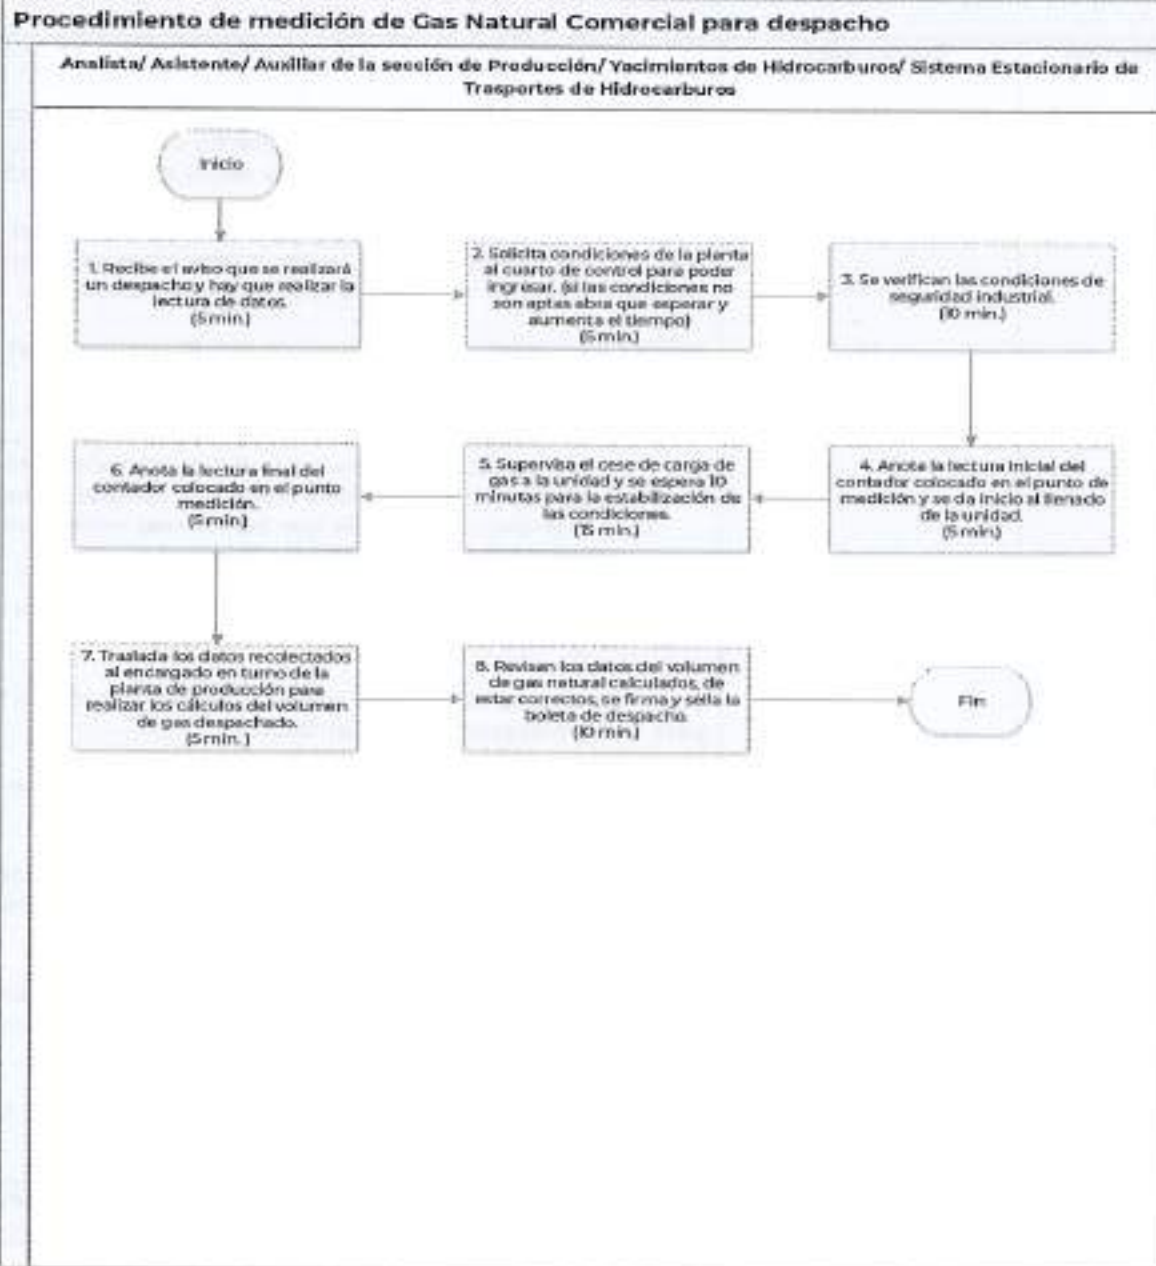 Procedimiento de medición de Gas Natural Comercial para despacho
Analista/ Asistente/ Auxiliar de la sección de Producción/ Yacimientos de Hidrocarburos/ Sistema Estacionario de
Trasportes de Hidrocarburos
Inicio
1. Recibe el aviso que se realizará
un despacho y hay que realizar la
lectura de datos.
(5 min.)
2. Solicita condiciones de la planta
al cuarto de control para poder
ingresar. (si las condiciones no
son aptas abra que esperar y
aumenta el tiempo)
(5 min.)
3. Se verifican las condiciones de
seguridad industrial.
(10 min.)
4. Anota la lectura inicial del
contador colocado en el punto de
medición y se da inicio al llenado
de la unidad.
(5 min.)
5. Supervisa el cese de carga de
gas a la unidad y se espera 10
minutos para la estabilización de
las condiciones.
(15 min.)
6. Anota la lectura final del
contador colocado en el punto
medición.
(5 min.)
7. Traslada los datos recolectados
al encargado en turno de la
planta de producción para
realizar los cálculos del volumen
de gas despachado.
(5 min. )
8. Revisan los datos del volumen
de gas natural calculados, de
estar correctos, se firma y sella la
boleta de despacho.
(10 min.)
Fin